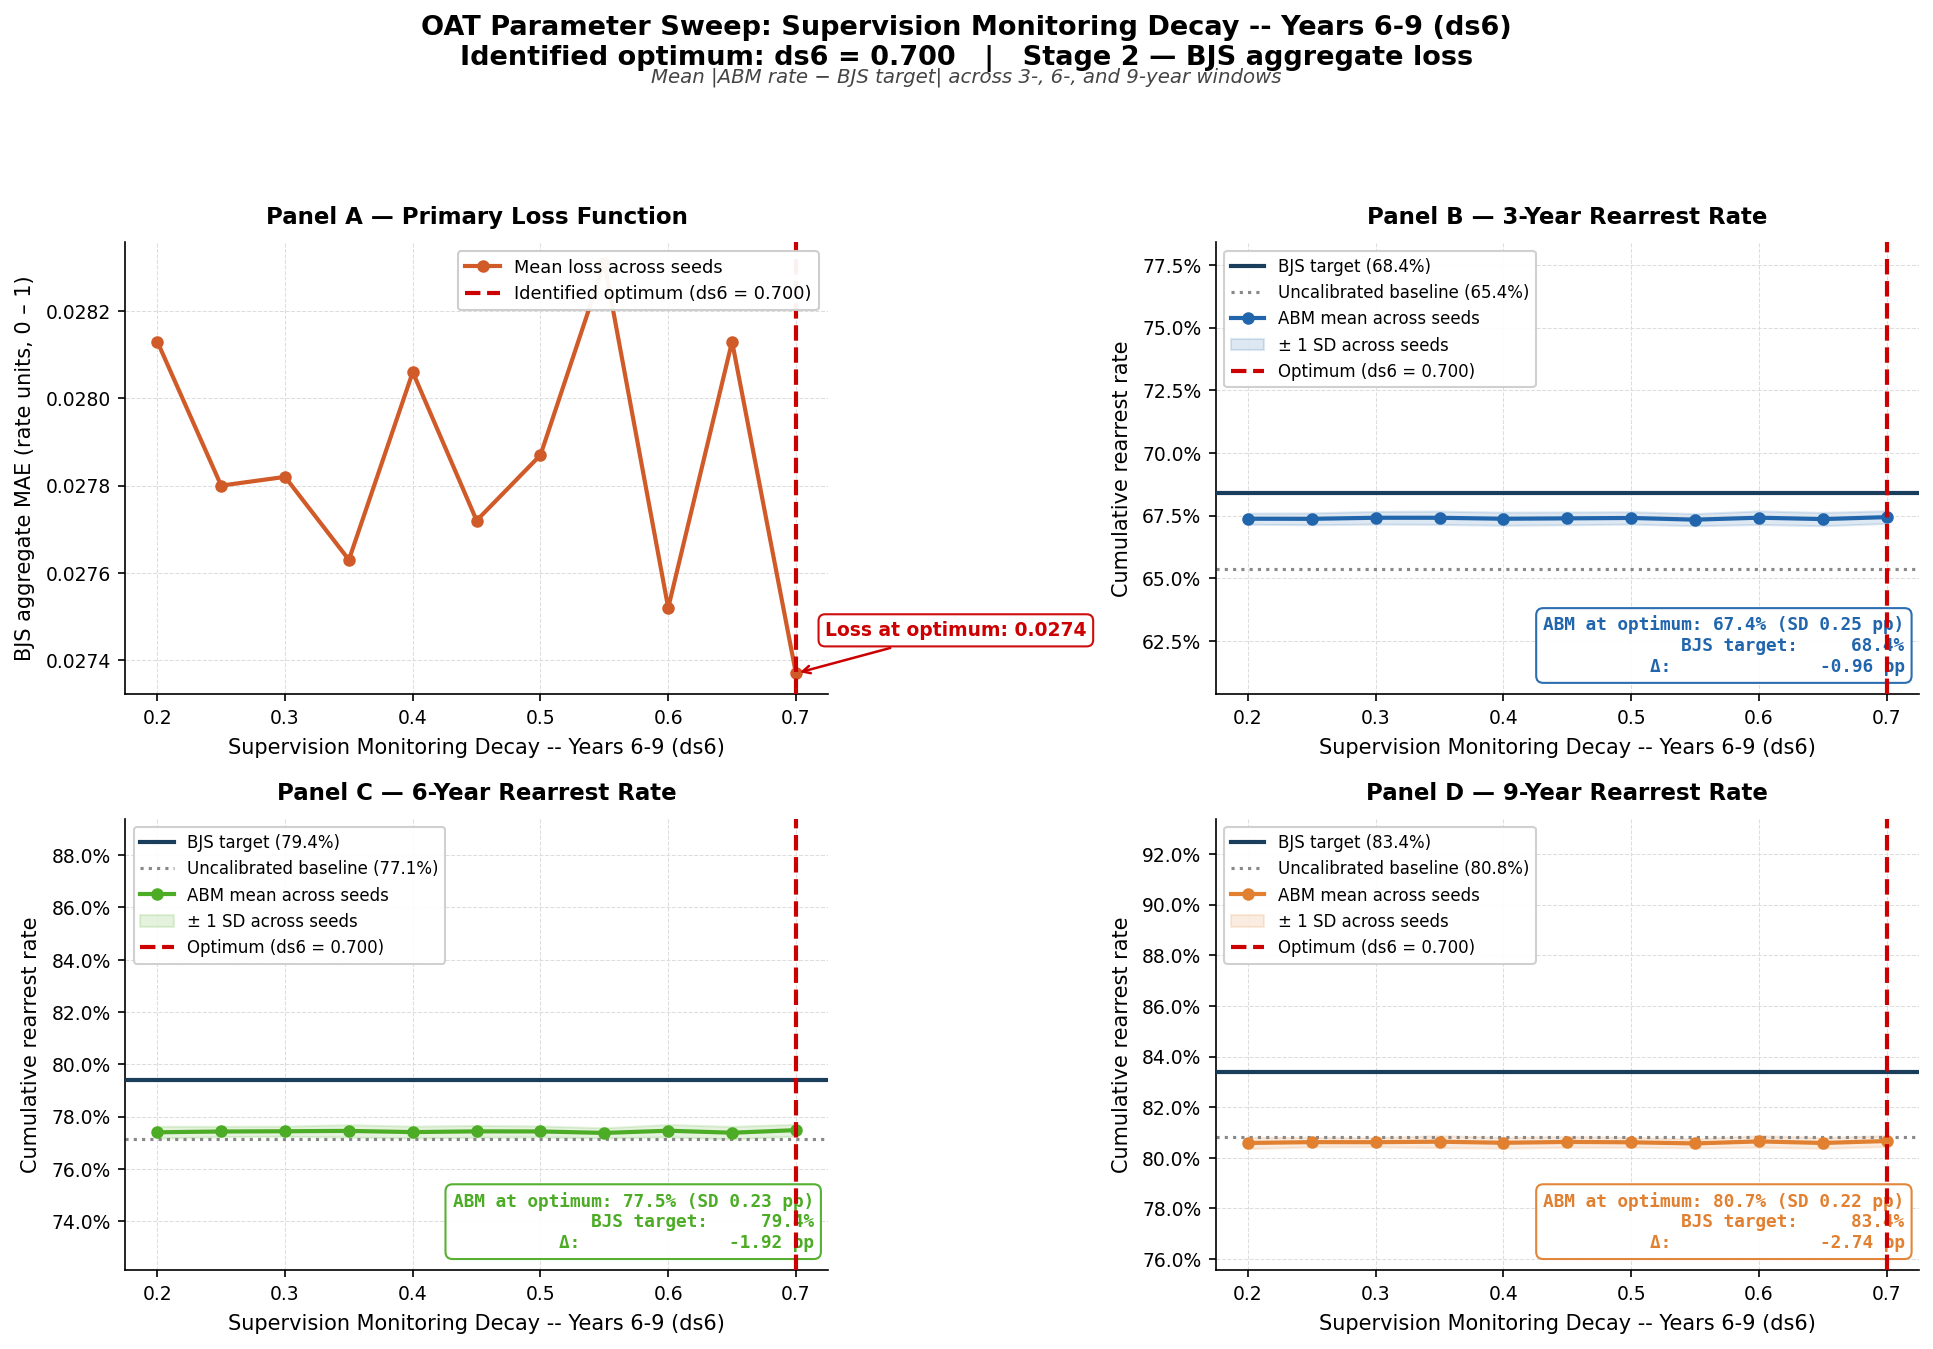 OAT Parameter Sweep: Supervision Monitoring Decay -- Years 6-9 (ds6)
Identified optimum: ds6 = 0.700   |   Stage 2 — BJS aggregate loss
Mean |ABM rate − BJS target| across 3-, 6-, and 9-year windows
Panel A — Primary Loss Function
BJS aggregate MAE (rate units, 0 – 1)
0.0282
0.0280
0.0278
0.0276
0.0274
Mean loss across seeds
Identified optimum (ds6 = 0.700)
Loss at optimum: 0.0274
0.2 0.3 0.4 0.5 0.6 0.7
Supervision Monitoring Decay -- Years 6-9 (ds6)
Panel B — 3-Year Rearrest Rate
Cumulative rearrest rate
77.5%
75.0%
72.5%
70.0%
67.5%
65.0%
62.5%
BJS target (68.4%)
Uncalibrated baseline (65.4%)
ABM mean across seeds
± 1 SD across seeds
Optimum (ds6 = 0.700)
ABM at optimum: 67.4% (SD 0.25 pp)
BJS target: 68.4%
Δ: -0.96 pp
0.2 0.3 0.4 0.5 0.6 0.7
Supervision Monitoring Decay -- Years 6-9 (ds6)
Panel C — 6-Year Rearrest Rate
Cumulative rearrest rate
88.0%
86.0%
84.0%
82.0%
80.0%
78.0%
76.0%
74.0%
BJS target (79.4%)
Uncalibrated baseline (77.1%)
ABM mean across seeds
± 1 SD across seeds
Optimum (ds6 = 0.700)
ABM at optimum: 77.5% (SD 0.23 pp)
BJS target: 79.4%
Δ: -1.92 pp
0.2 0.3 0.4 0.5 0.6 0.7
Supervision Monitoring Decay -- Years 6-9 (ds6)
Panel D — 9-Year Rearrest Rate
Cumulative rearrest rate
92.0%
90.0%
88.0%
86.0%
84.0%
82.0%
80.0%
78.0%
76.0%
BJS target (83.4%)
Uncalibrated baseline (80.8%)
ABM mean across seeds
± 1 SD across seeds
Optimum (ds6 = 0.700)
ABM at optimum: 80.7% (SD 0.22 pp)
BJS target: 83.4%
Δ: -2.74 pp
0.2 0.3 0.4 0.5 0.6 0.7
Supervision Monitoring Decay -- Years 6-9 (ds6)